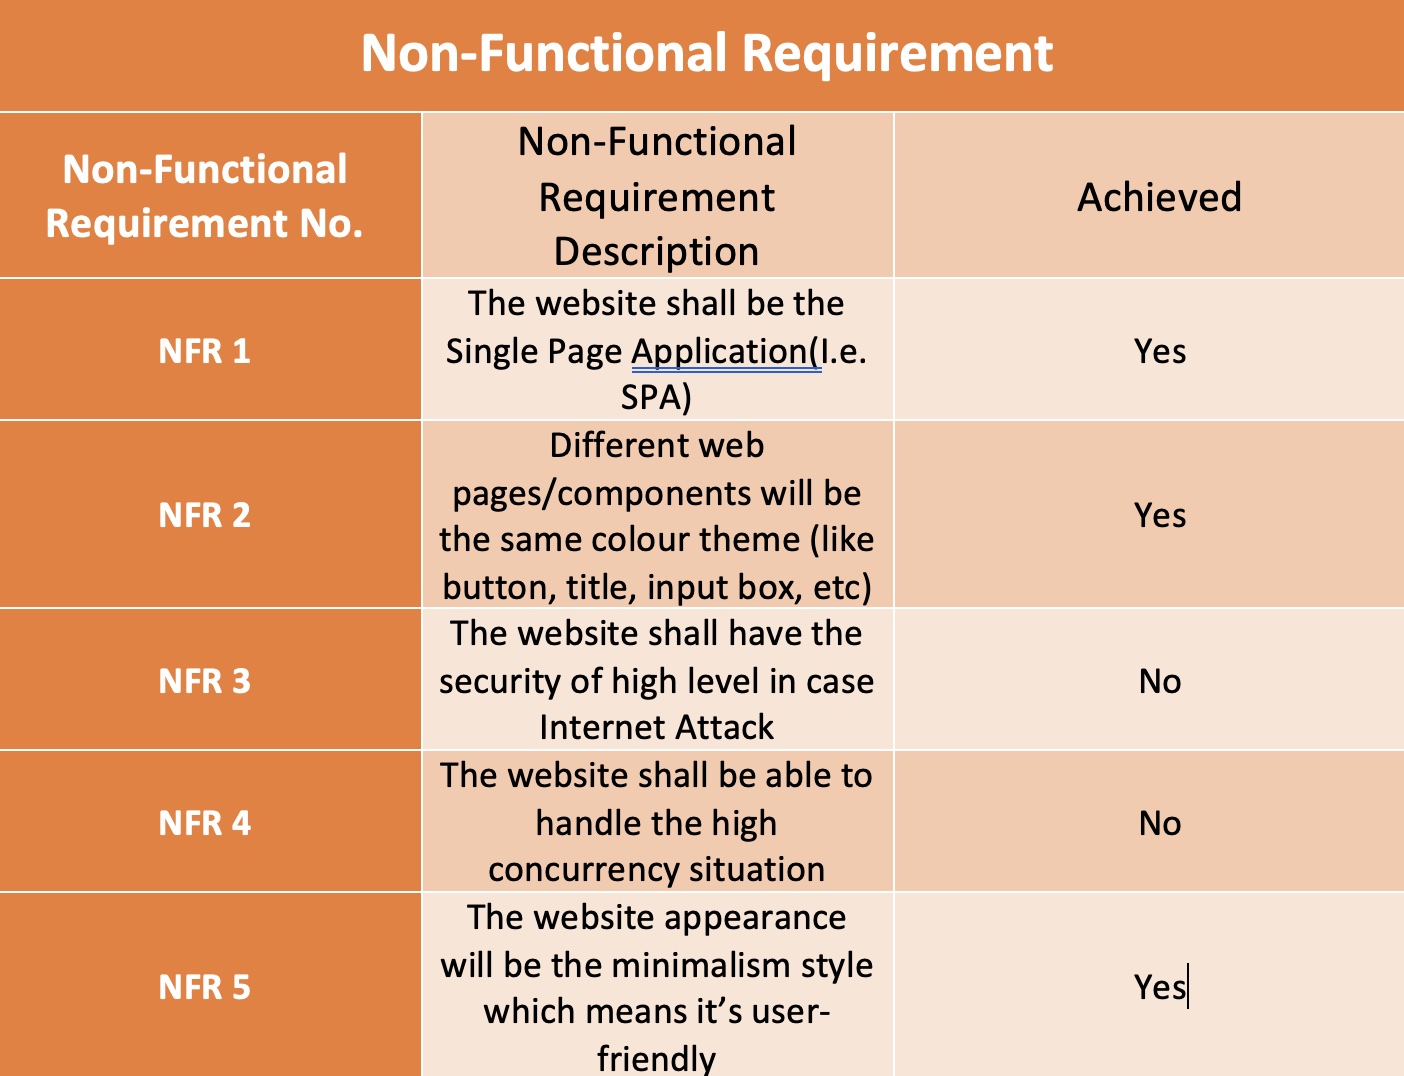 Non-Functional Requirement
Non-Functional
Requirement No.
Non-Functional
Requirement
Description
Achieved
NFR 1
The website shall be the
Single Page Application(I.e.
SPA)
Yes
NFR 2
Different web
pages/components will be
the same colour theme (like
button, title, input box, etc)
Yes
NFR 3
The website shall have the
security of high level in case
Internet Attack
No
NFR 4
The website shall be able to
handle the high
concurrency situation
No
NFR 5
The website appearance
will be the minimalism style
which means it’s user-
friendly
Yes